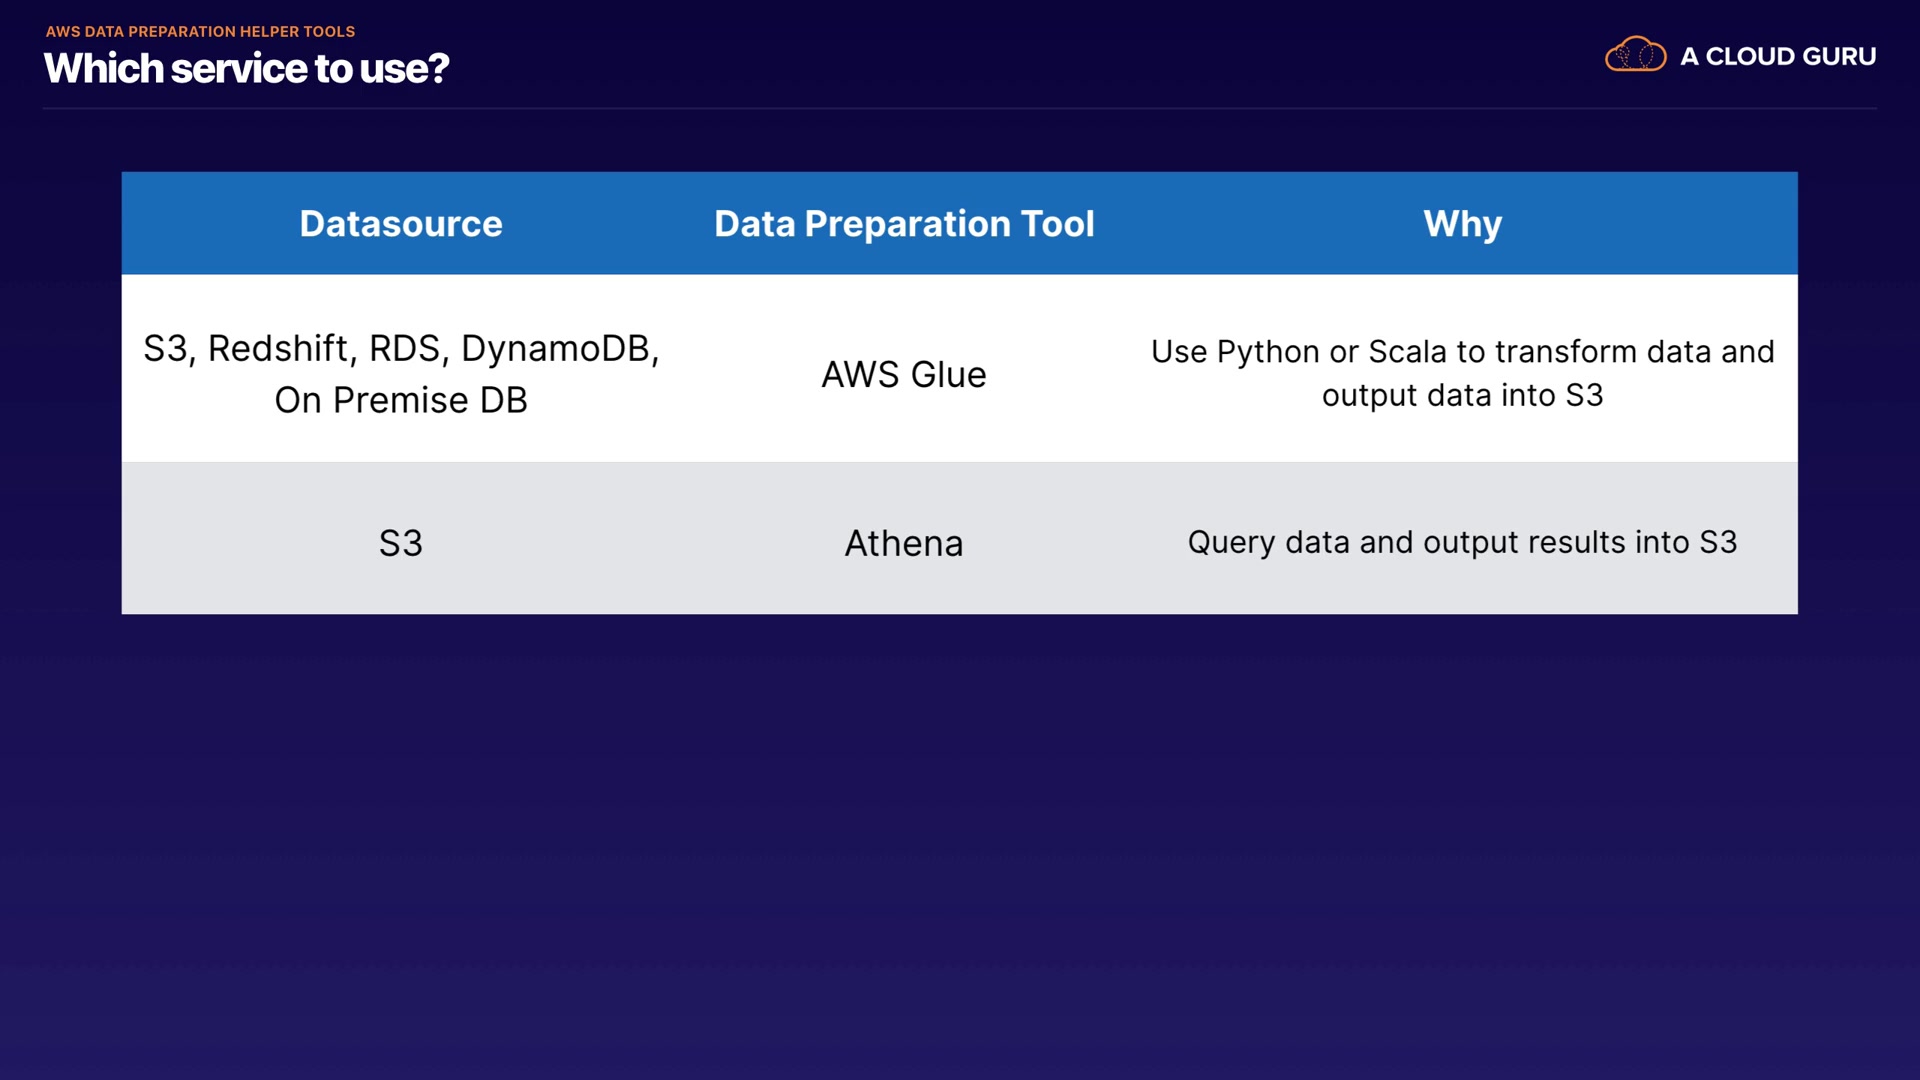 AWS DATA PREPARATION HELPER TOOLS
Which service to use?
A CLOUD GURU
Datasource
Data Preparation Tool
Why
S3, Redshift, RDS, DynamoDB,
On Premise DB
AWS Glue
Use Python or Scala to transform data and
output data into S3
S3
Athena
Query data and output results into S3